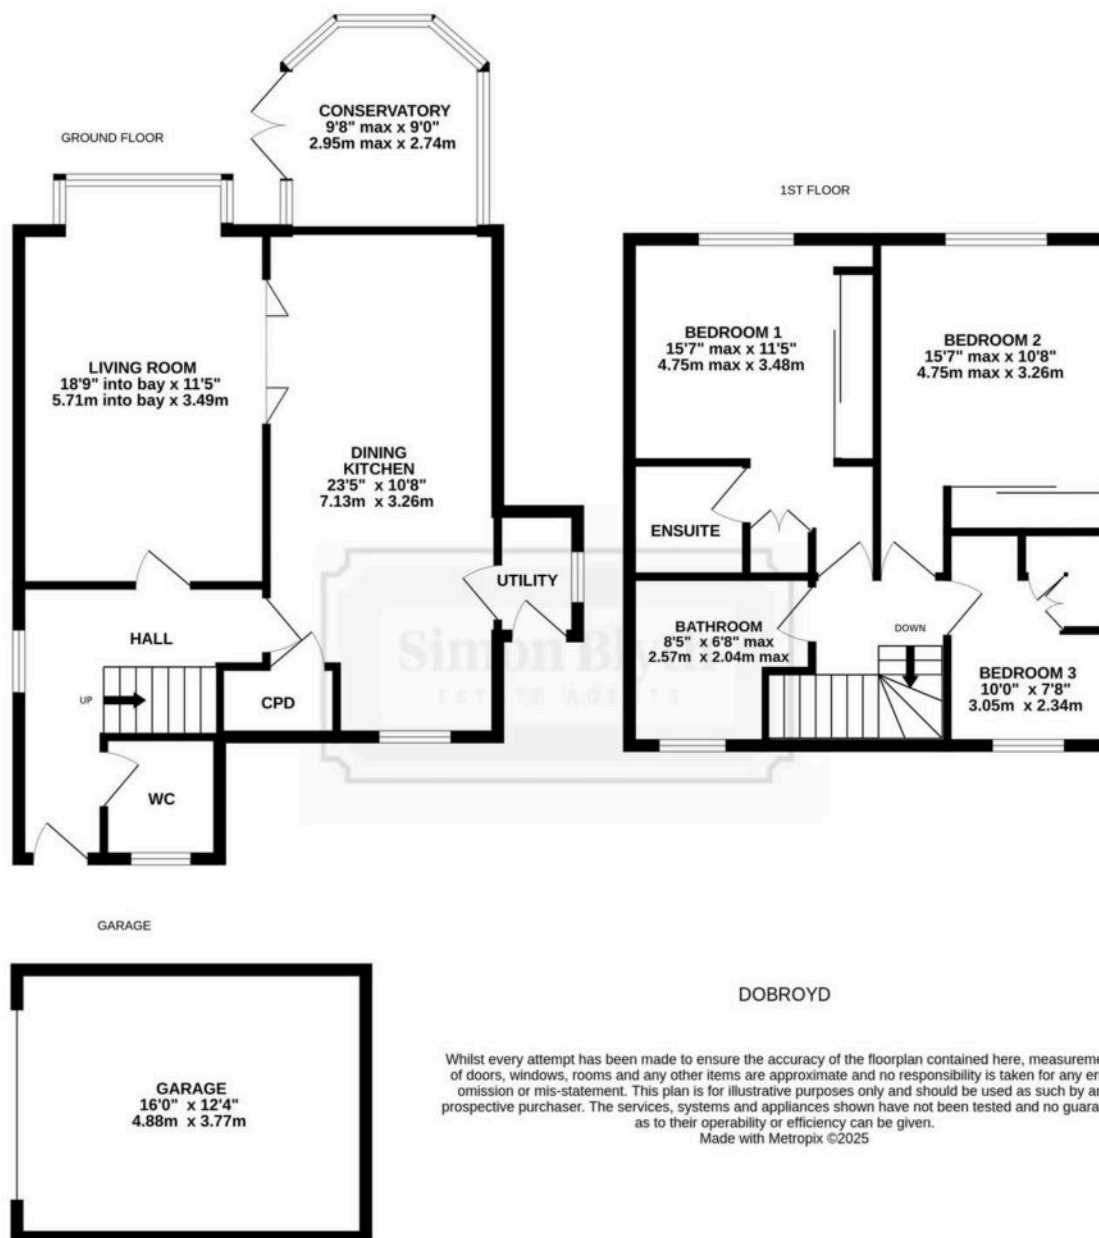 GROUND FLOOR
CONSERVATORY
9'8" max x 9'0"
2.95m max x 2.74m
LIVING ROOM
18'9" into bay x 11'5"
5.71m into bay x 3.49m
DINING
KITCHEN
23'5" x 10'8"
7.13m x 3.26m
UTILITY
HALL
UP
CPD
WC
1ST FLOOR
BEDROOM 1
15'7" max x 11'5"
4.75m max x 3.48m
BEDROOM 2
15'7" max x 10'8"
4.75m max x 3.26m
ENSUITE
BATHROOM
8'5" x 6'8" max
2.57m x 2.04m max
DOWN
BEDROOM 3
10'0" x 7'8"
3.05m x 2.34m
Simon Bly
ESTATE AGENTS
GARAGE
GARAGE
16'0" x 12'4"
4.88m x 3.77m
DOBROYD
Whilst every attempt has been made to ensure the accuracy of the floorplan contained here, measureme
of doors, windows, rooms and any other items are approximate and no responsibility is taken for any er
omission or mis-statement. This plan is for illustrative purposes only and should be used as such by an
prospective purchaser. The services, systems and appliances shown have not been tested and no guara
as to their operability or efficiency can be given.
Made with Metropix ©2025